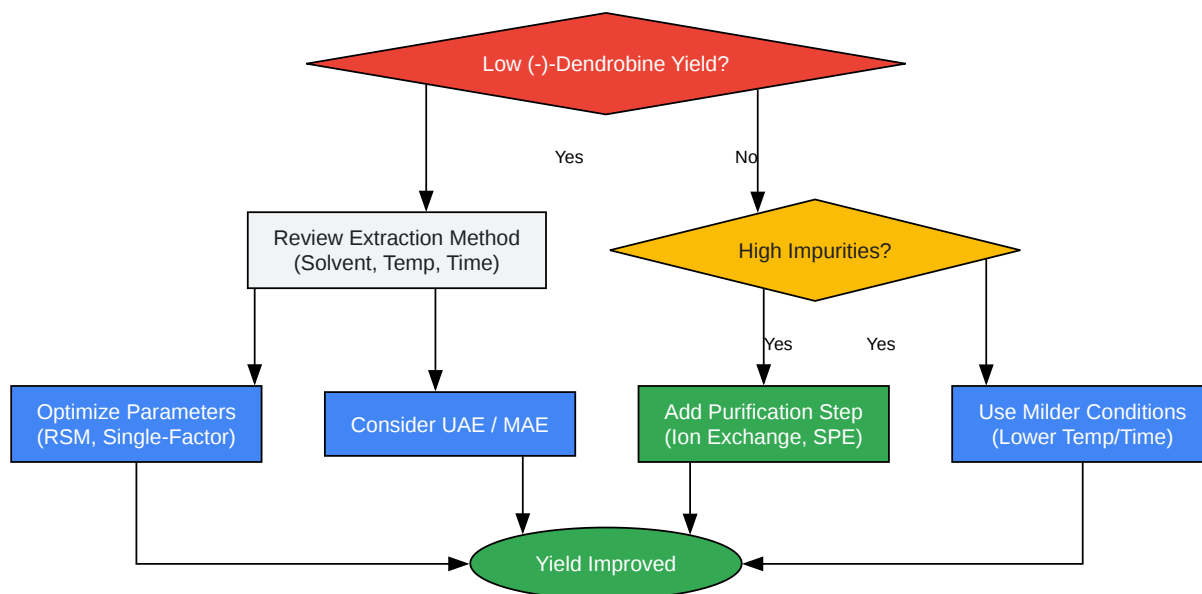 Low (-)-Dendrobine Yield?
Yes
No
Review Extraction Method
(Solvent, Temp, Time)
High Impurities?
Yes
Yes
Optimize Parameters
(RSM, Single-Factor)
Consider UAE / MAE
Add Purification Step
(Ion Exchange, SPE)
Use Milder Conditions
(Lower Temp/Time)
Yield Improved